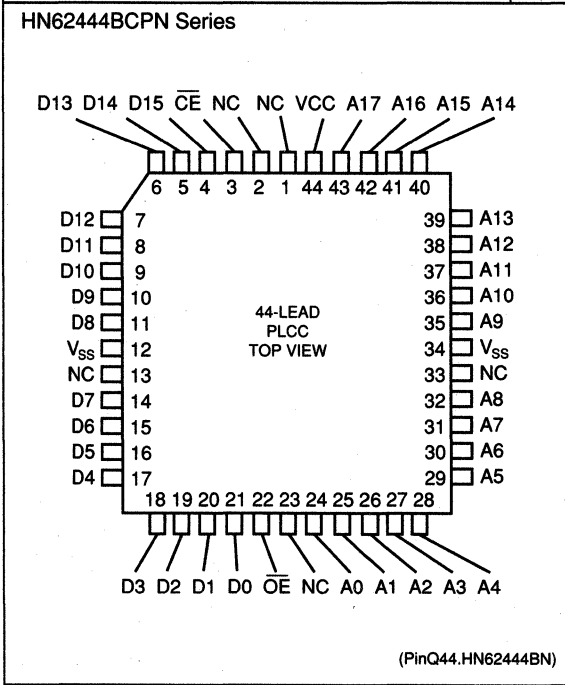 HN62444BCPN Series
D13 D14 D15 C̅E̅ NC NC VCC A17 A16 A15 A14
6 5 4 3 2 1 44 43 42 41 40
D12 7 39 A13
D11 8 38 A12
D10 9 37 A11
D9 10 36 A10
D8 11 35 A9
VSS 12 34 VSS
NC 13 33 NC
D7 14 32 A8
D6 15 31 A7
D5 16 30 A6
D4 17 29 A5
44-LEAD
PLCC
TOP VIEW
18 19 20 21 22 23 24 25 26 27 28
D3 D2 D1 D0 O̅E̅ NC A0 A1 A2 A3 A4
(PinQ44.HN62444BN)